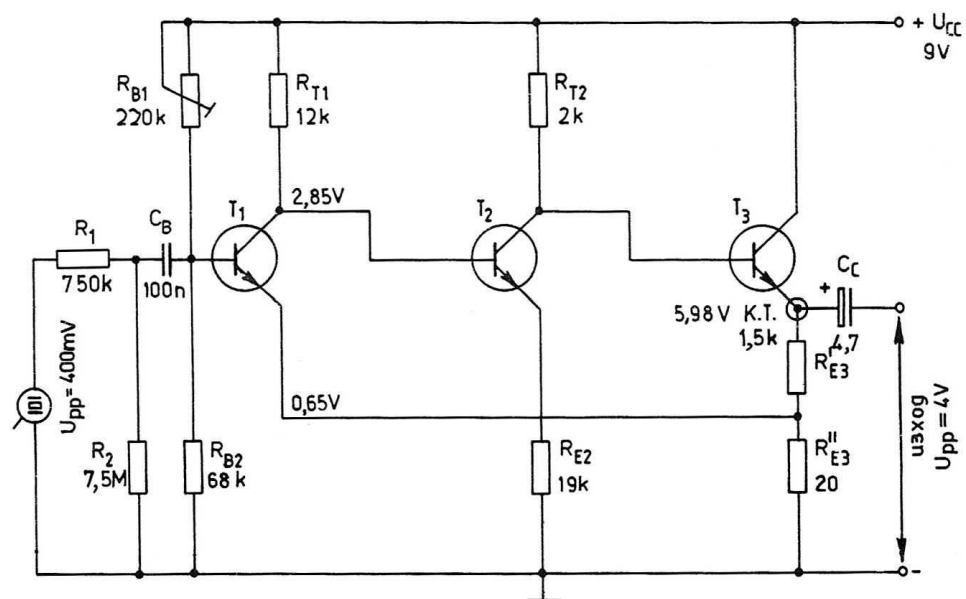 + U_CC
9V
R_B1
220k
R_T1
12k
R_T2
2k
2,85V
T_1
T_2
T_3
R_1
750k
C_B
100n
+
C_C
4,7
5,98V K.T.
1,5k
R'_E3
U_pp = 400mV
0,65V
изход
U_pp = 4V
R_2
7,5M
R_B2
68k
R_E2
19k
R''_E3
20
-